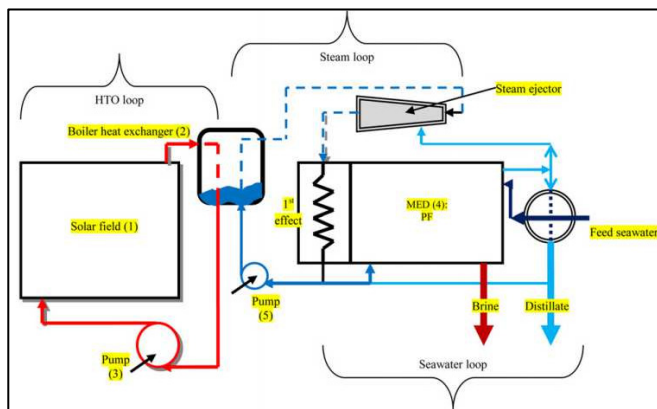 Steam loop
HTO loop
Steam ejector
Boiler heat exchanger (2)
Solar field (1)
1st
effect
MED (4):
PF
Feed seawater
Pump
(5)
Brine
Distillate
Pump
(3)
Seawater loop